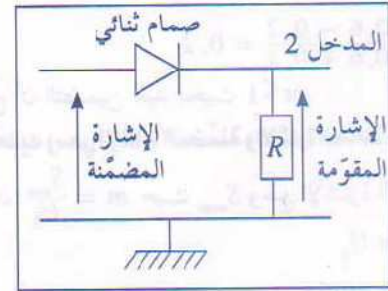 صمام ثنائي
المدخل 2
الإشارة
المضمّنة
R
الإشارة
المقوّمة